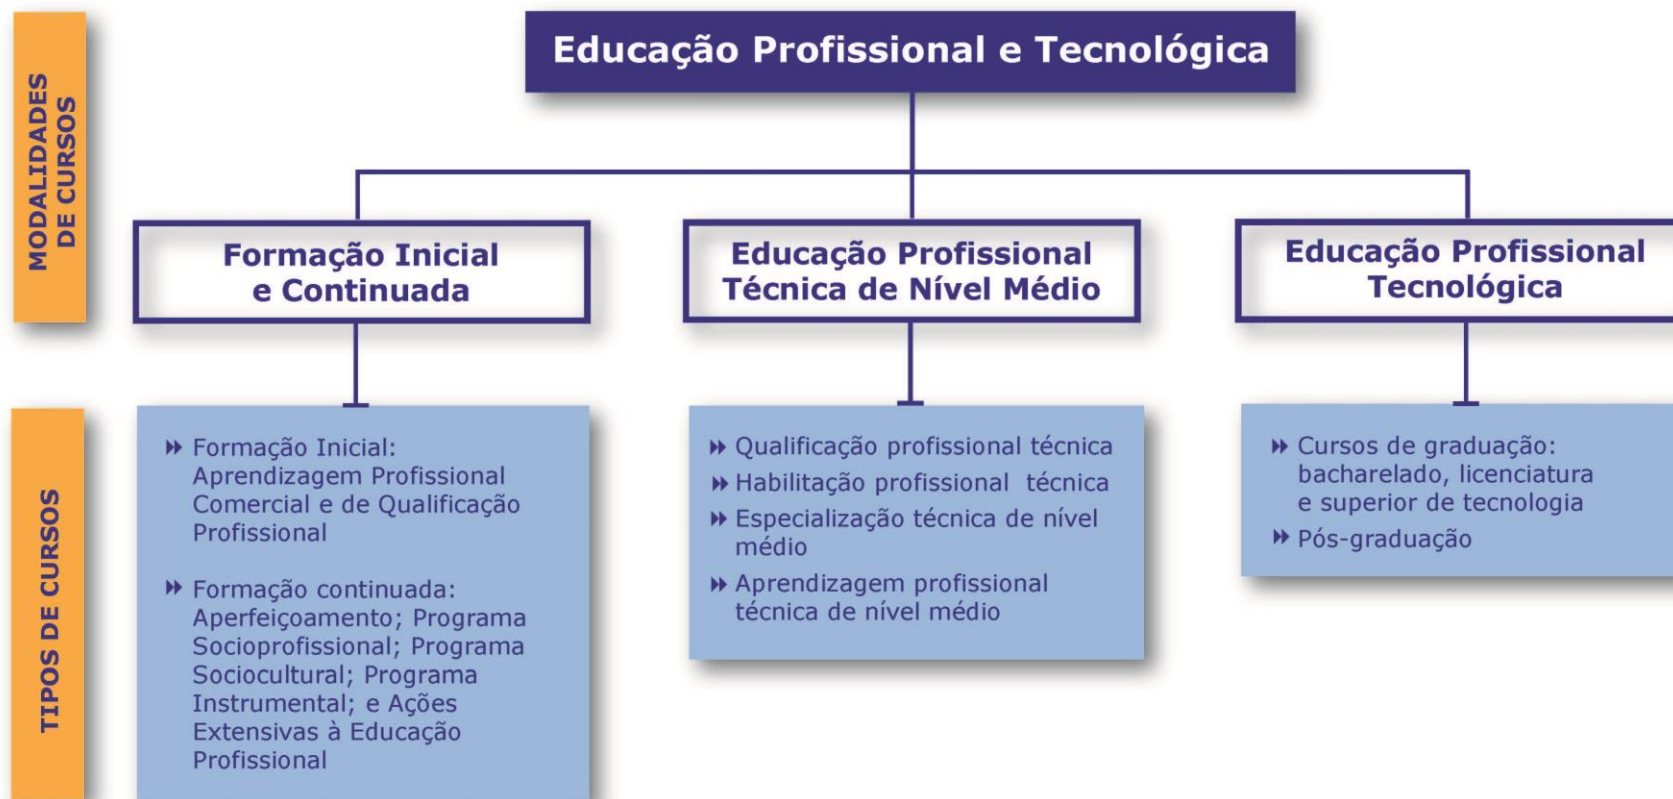 Educação Profissional e Tecnológica
MODALIDADES
DE CURSOS
Formação Inicial
e Continuada
Educação Profissional
Técnica de Nível Médio
Educação Profissional
Tecnológica
TIPOS DE CURSOS
Formação Inicial:
Aprendizagem Profissional
Comercial e de Qualificação
Profissional
Formação continuada:
Aperfeiçoamento; Programa
Socioprofissional; Programa
Sociocultural; Programa
Instrumental; e Ações
Extensivas à Educação
Profissional
Qualificação profissional técnica
Habilitação profissional técnica
Especialização técnica de nível
médio
Aprendizagem profissional
técnica de nível médio
Cursos de graduação:
bacharelado, licenciatura
e superior de tecnologia
Pós-graduação